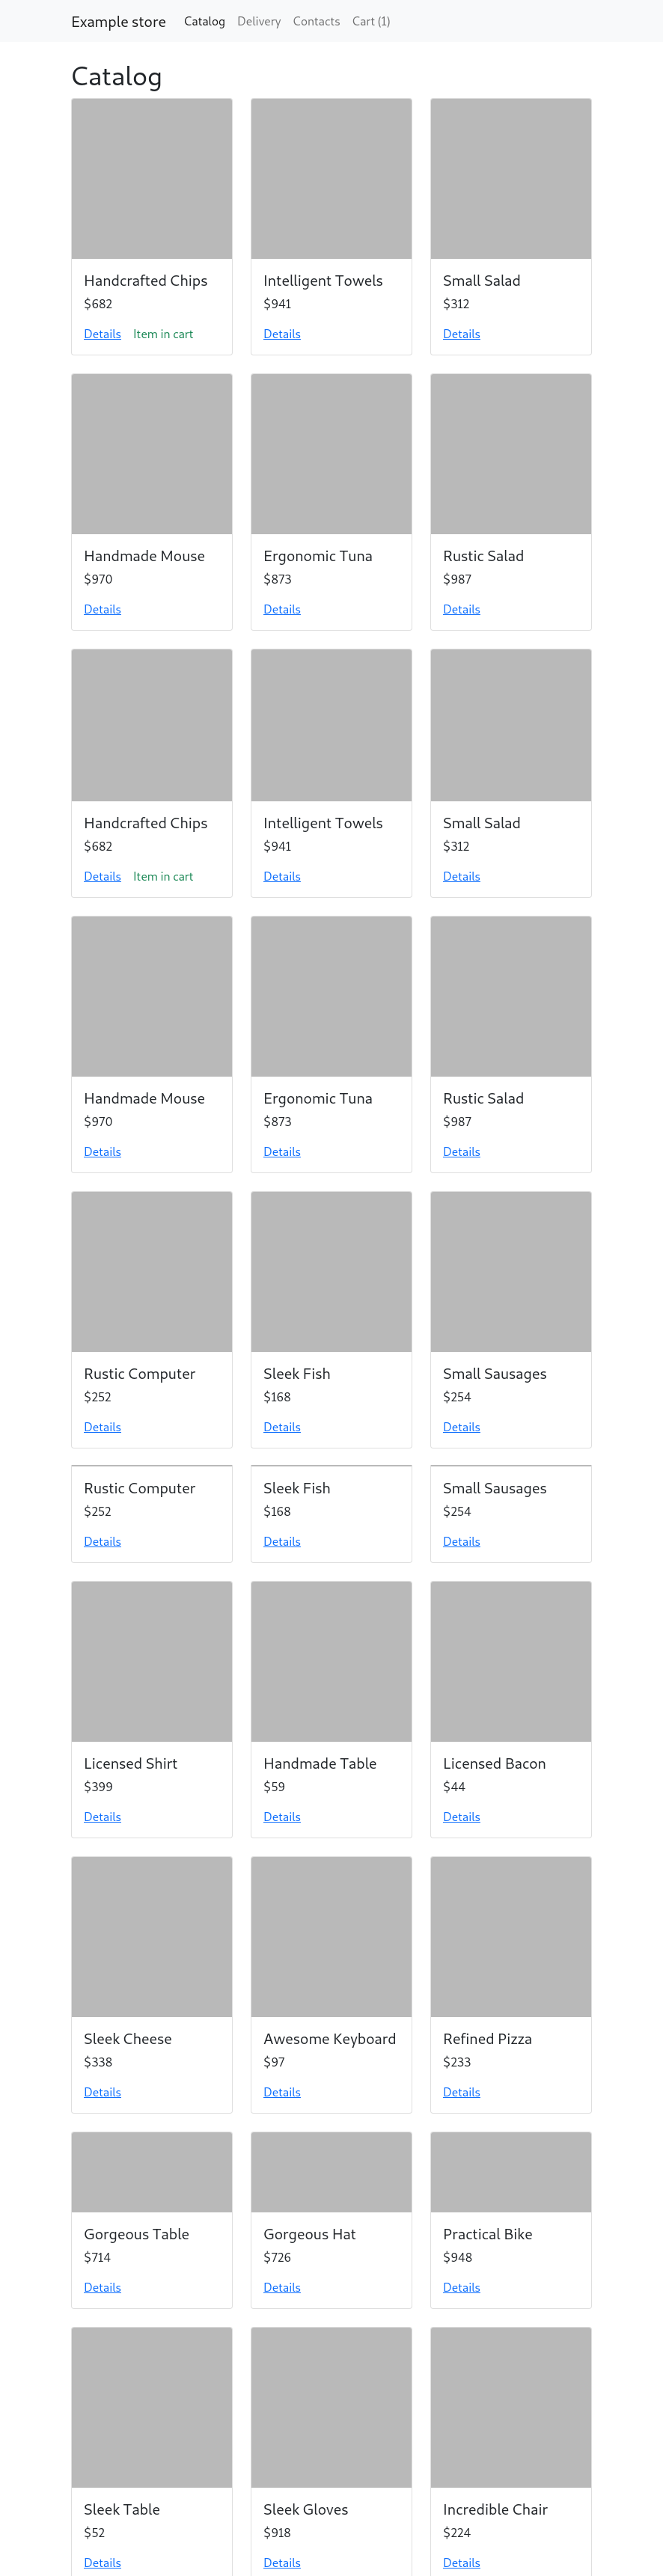 Example store Catalog Delivery Contacts Cart (1)
Catalog
Handcrafted Chips Intelligent Towels Small Salad
$682 $941 $312
Details Item in cart Details Details
Handmade Mouse Ergonomic Tuna Rustic Salad
$970 $873 $987
Details Details Details
Handcrafted Chips Intelligent Towels Small Salad
$682 $941 $312
Details Item in cart Details Details
Handmade Mouse Ergonomic Tuna Rustic Salad
$970 $873 $987
Details Details Details
Rustic Computer Sleek Fish Small Sausages
$252 $168 $254
Details Details Details
Rustic Computer Sleek Fish Small Sausages
$252 $168 $254
Details Details Details
Licensed Shirt Handmade Table Licensed Bacon
$399 $59 $44
Details Details Details
Sleek Cheese Awesome Keyboard Refined Pizza
$338 $97 $233
Details Details Details
Gorgeous Table Gorgeous Hat Practical Bike
$714 $726 $948
Details Details Details
Sleek Table Sleek Gloves Incredible Chair
$52 $918 $224
Details Details Details